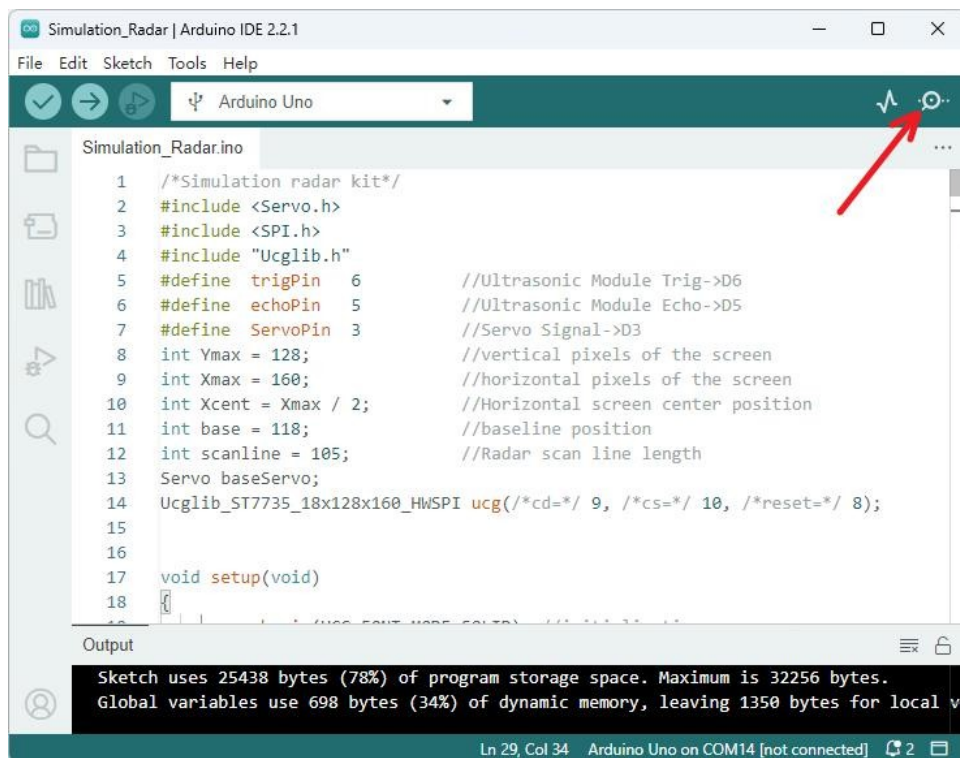 Simulation_Radar | Arduino IDE 2.2.1
File Edit Sketch Tools Help
Arduino Uno
Simulation_Radar.ino
1 /*Simulation radar kit*/
2 #include <Servo.h>
3 #include <SPI.h>
4 #include "Ucglib.h"
5 #define trigPin 6 //Ultrasonic Module Trig->D6
6 #define echoPin 5 //Ultrasonic Module Echo->D5
7 #define ServoPin 3 //Servo Signal->D3
8 int Ymax = 128; //vertical pixels of the screen
9 int Xmax = 160; //horizontal pixels of the screen
10 int Xcent = Xmax / 2; //Horizontal screen center position
11 int base = 118; //baseline position
12 int scanline = 105; //Radar scan line length
13 Servo baseServo;
14 Ucglib_ST7735_18x128x160_HWSPI ucg(/*cd=*/ 9, /*cs=*/ 10, /*reset=*/ 8);
15
16
17 void setup(void)
18 {
Output
Sketch uses 25438 bytes (78%) of program storage space. Maximum is 32256 bytes.
Global variables use 698 bytes (34%) of dynamic memory, leaving 1350 bytes for local v
Ln 29, Col 34 Arduino Uno on COM14 [not connected] 2